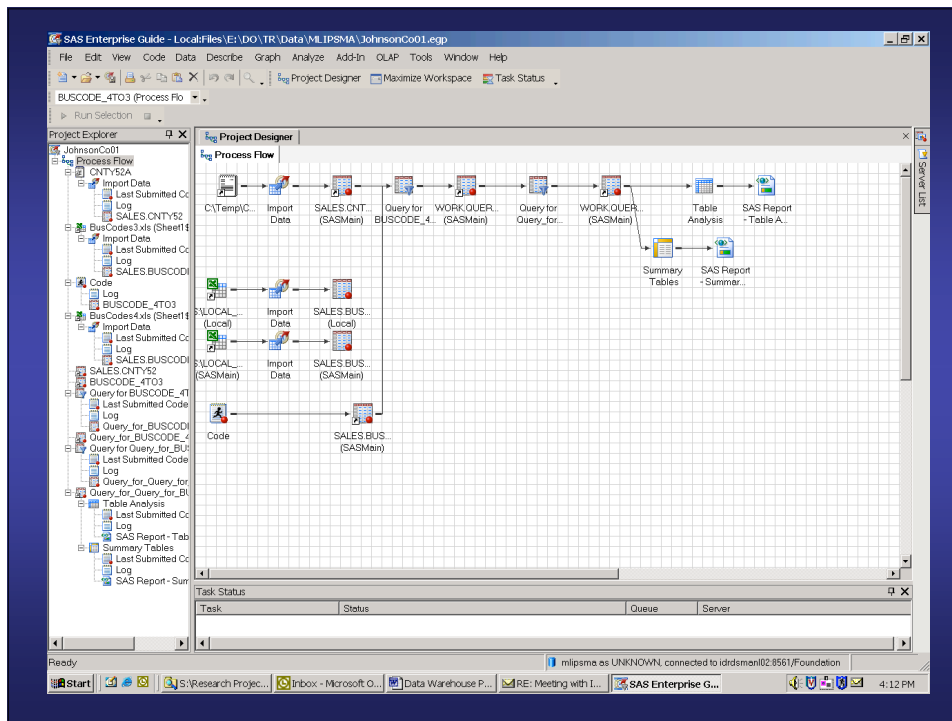 SAS Enterprise Guide - Local:Files\E:\DO\TR\Data\MLIPSMA\JohnsonCo01.egp
File Edit View Code Data Describe Graph Analyze Add-In OLAP Tools Window Help
Project Designer Maximize Workspace Task Status
BUSCODE_4TO3 (Process Flo
Run Selection
Project Explorer
JohnsonCo01
Process Flow
CNTY52A
Import Data
Last Submitted Co
Log
SALES.CNTY52
BusCodes3.xls (Sheet1$
Import Data
Last Submitted Cc
Log
SALES.BUSCODI
Code
Log
BUSCODE_4TO3
BusCodes4.xls (Sheet1$
Import Data
Last Submitted Cc
Log
SALES.BUSCODI
SALES.CNTY52
BUSCODE_4TO3
Query for BUSCODE_4T
Last Submitted Code
Log
Query_for_BUSCODI
Query_for_BUSCODE_4
Query for Query_for_BU
Last Submitted Code
Log
Query_for_Query_for
Query_for_Query_for_BI
Table Analysis
Last Submitted Cc
Log
SAS Report - Tab
Summary Tables
Last Submitted Cc
Log
SAS Report - Sum
Project Designer
Process Flow
C:\Temp\C...
Import Data
SALES.CNT... (SASMain)
Query for BUSCODE_4...
WORK.QUER... (SASMain)
Query for Query_for...
WORK.QUER... (SASMain)
Table Analysis
SAS Report - Table A...
Summary Tables
SAS Report - Summar...
S:\LOCAL_... (Local)
Import Data
SALES.BUS... (Local)
S:\LOCAL_... (SASMain)
Import Data
SALES.BUS... (SASMain)
Code
SALES.BUS... (SASMain)
Server List
Task Status
Task Status Queue Server
Ready
mlipsma as UNKNOWN, connected to idrdsmanl02:8561/Foundation
Start
S:\Research Projec...
Inbox - Microsoft O...
Data Warehouse P...
RE: Meeting with I...
SAS Enterprise G...
4:12 PM